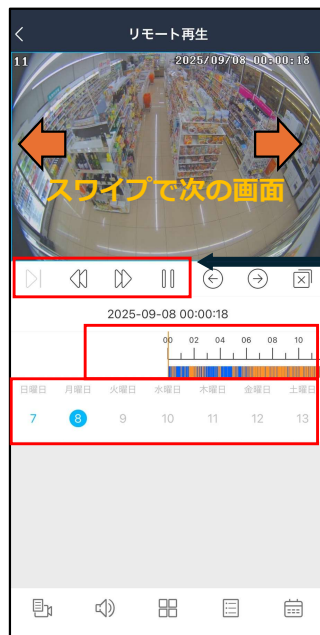 リモート再生
11
2025/09/08 00:00:18
スワイプで次の画面
2025-09-08 00:00:18
00 02 04 06 08 10
日曜日 月曜日 火曜日 水曜日 木曜日 金曜日 土曜日
7 8 9 10 11 12 13